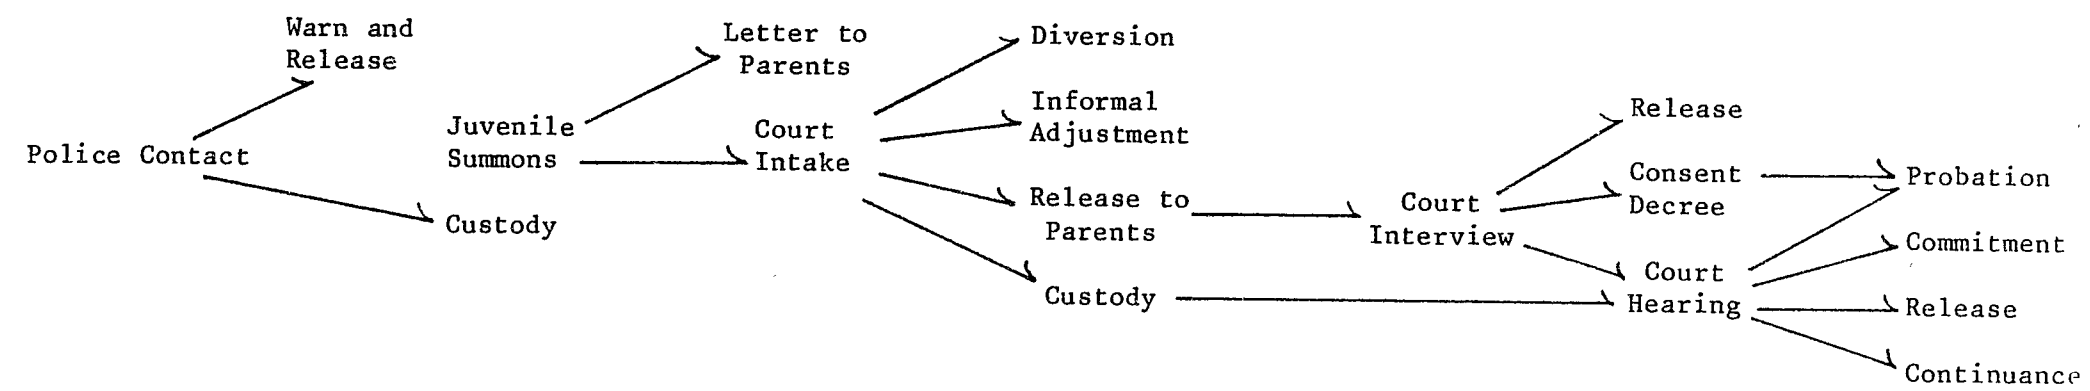 Warn and
Release
Police Contact
Juvenile
Summons
Custody
Letter to
Parents
Court
Intake
Diversion
Informal
Adjustment
Release to
Parents
Custody
Court
Interview
Release
Consent
Decree
Court
Hearing
Probation
Commitment
Release
Continuance